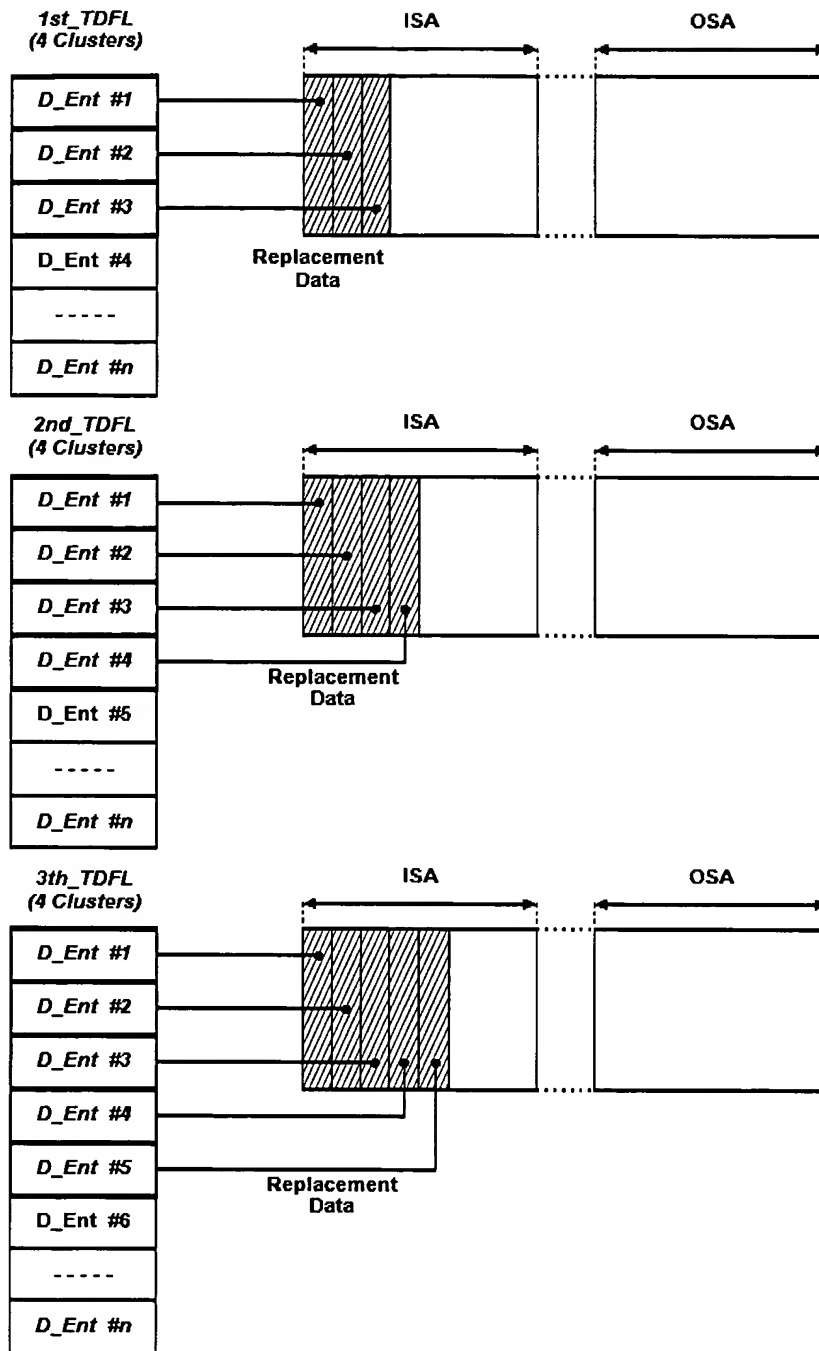 1st_TDFL
(4 Clusters)
ISA
OSA
D_Ent #1
D_Ent #2
D_Ent #3
D_Ent #4
-----
D_Ent #n
Replacement
Data
2nd_TDFL
(4 Clusters)
ISA
OSA
D_Ent #1
D_Ent #2
D_Ent #3
D_Ent #4
D_Ent #5
-----
D_Ent #n
Replacement
Data
3th_TDFL
(4 Clusters)
ISA
OSA
D_Ent #1
D_Ent #2
D_Ent #3
D_Ent #4
D_Ent #5
D_Ent #6
-----
D_Ent #n
Replacement
Data